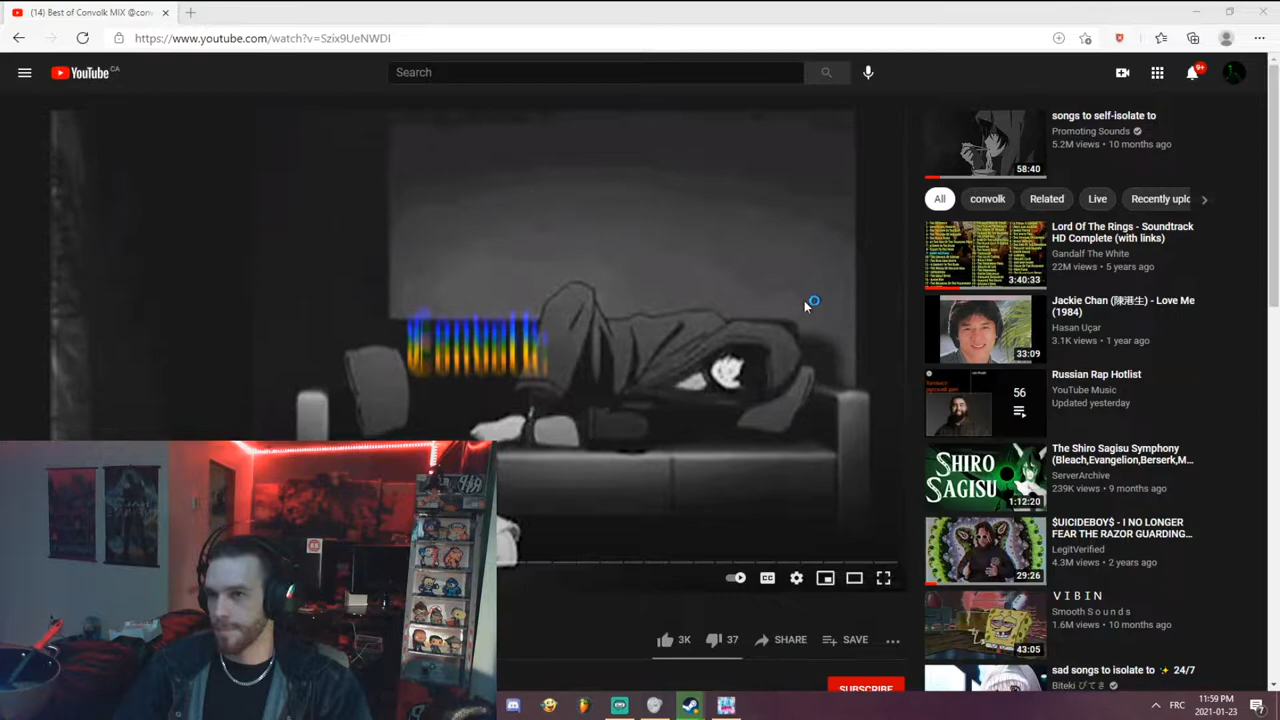 (14) Best of Convolk MIX @conv
https://www.youtube.com/watch?v=Szix9UeNWDI
YouTube CA
Search
9+
songs to self-isolate to
Promoting Sounds
5.2M views • 10 months ago
58:40
All
convolk
Related
Live
Recently uplo
Lord Of The Rings - Soundtrack
HD Complete (with links)
Gandalf The White
22M views • 5 years ago
3:40:33
Jackie Chan (陳港生) - Love Me
(1984)
Hasan Uçar
3.1K views • 1 year ago
33:09
Russian Rap Hotlist
YouTube Music
Updated yesterday
56
The Shiro Sagisu Symphony
(Bleach,Evangelion,Berserk,M...
ServerArchive
239K views • 9 months ago
SHIRO
SAGISU
1:12:20
$UICIDEBOY$ - I NO LONGER
FEAR THE RAZOR GUARDING...
LegitVerified
4.3M views • 2 years ago
29:26
V I B I N
Smooth S o u n d s
1.6M views • 10 months ago
43:05
sad songs to isolate to ✨ 24/7
Biteki びてき
CC
3K
37
SHARE
SAVE
SUBSCRIBE
FRC
11:59 PM
2021-01-23
7